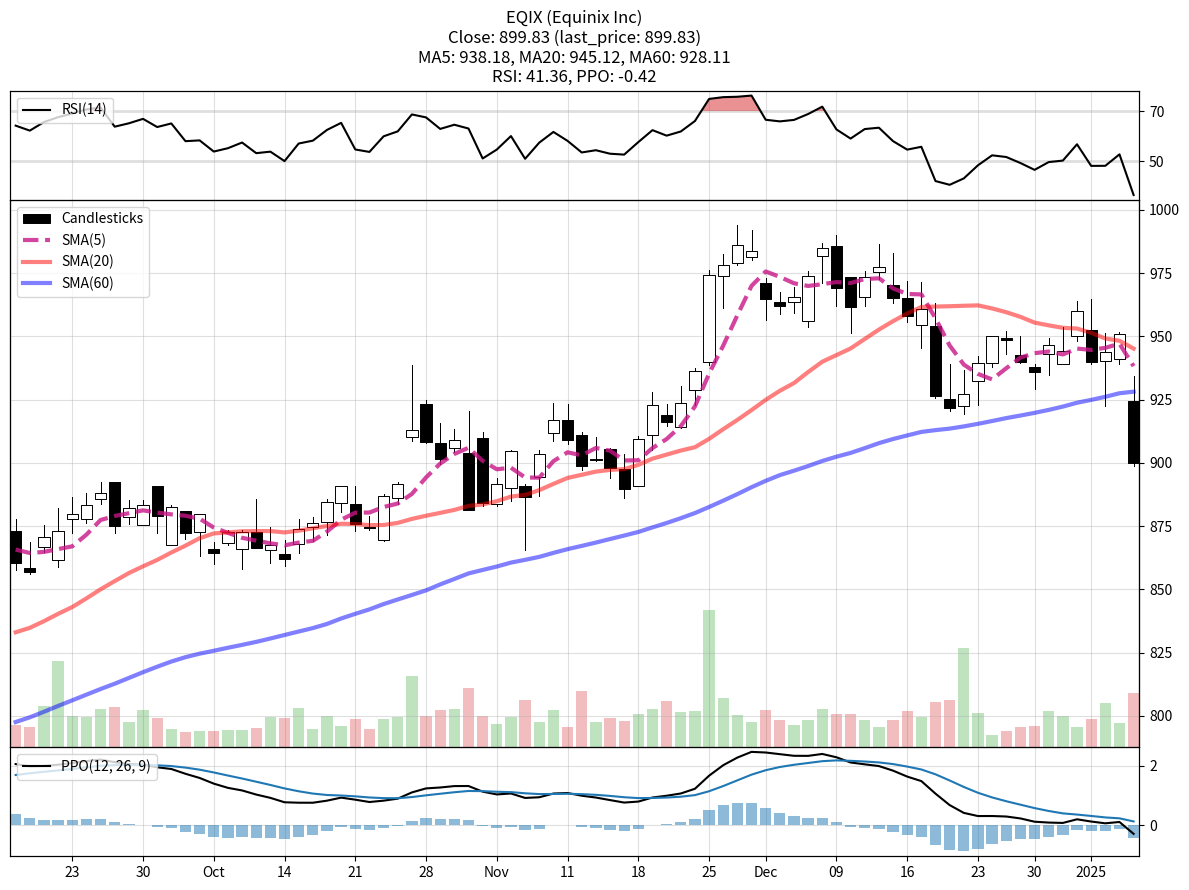 EQIX (Equinix Inc)
Close: 899.83 (last_price: 899.83)
MA5: 938.18, MA20: 945.12, MA60: 928.11
RSI: 41.36, PPO: -0.42
RSI(14)
70
50
Candlesticks
SMA(5)
SMA(20)
SMA(60)
1000
975
950
925
900
875
850
825
800
PPO(12, 26, 9)
2
0
23 30 Oct 14 21 28 Nov 11 18 25 Dec 09 16 23 30 2025